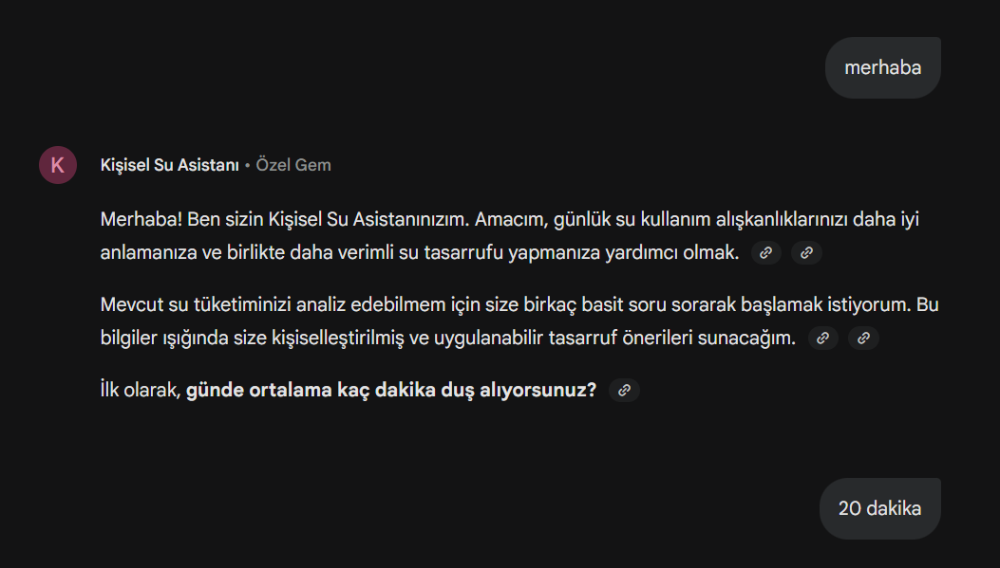 merhaba
K
Kişisel Su Asistanı • Özel Gem
Merhaba! Ben sizin Kişisel Su Asistanınızım. Amacım, günlük su kullanım alışkanlıklarınızı daha iyi
anlamanıza ve birlikte daha verimli su tasarrufu yapmanıza yardımcı olmak.
Mevcut su tüketiminizi analiz edebilmem için size birkaç basit soru sorarak başlamak istiyorum. Bu
bilgiler ışığında size kişiselleştirilmiş ve uygulanabilir tasarruf önerileri sunacağım.
İlk olarak, günde ortalama kaç dakika duş alıyorsunuz?
20 dakika